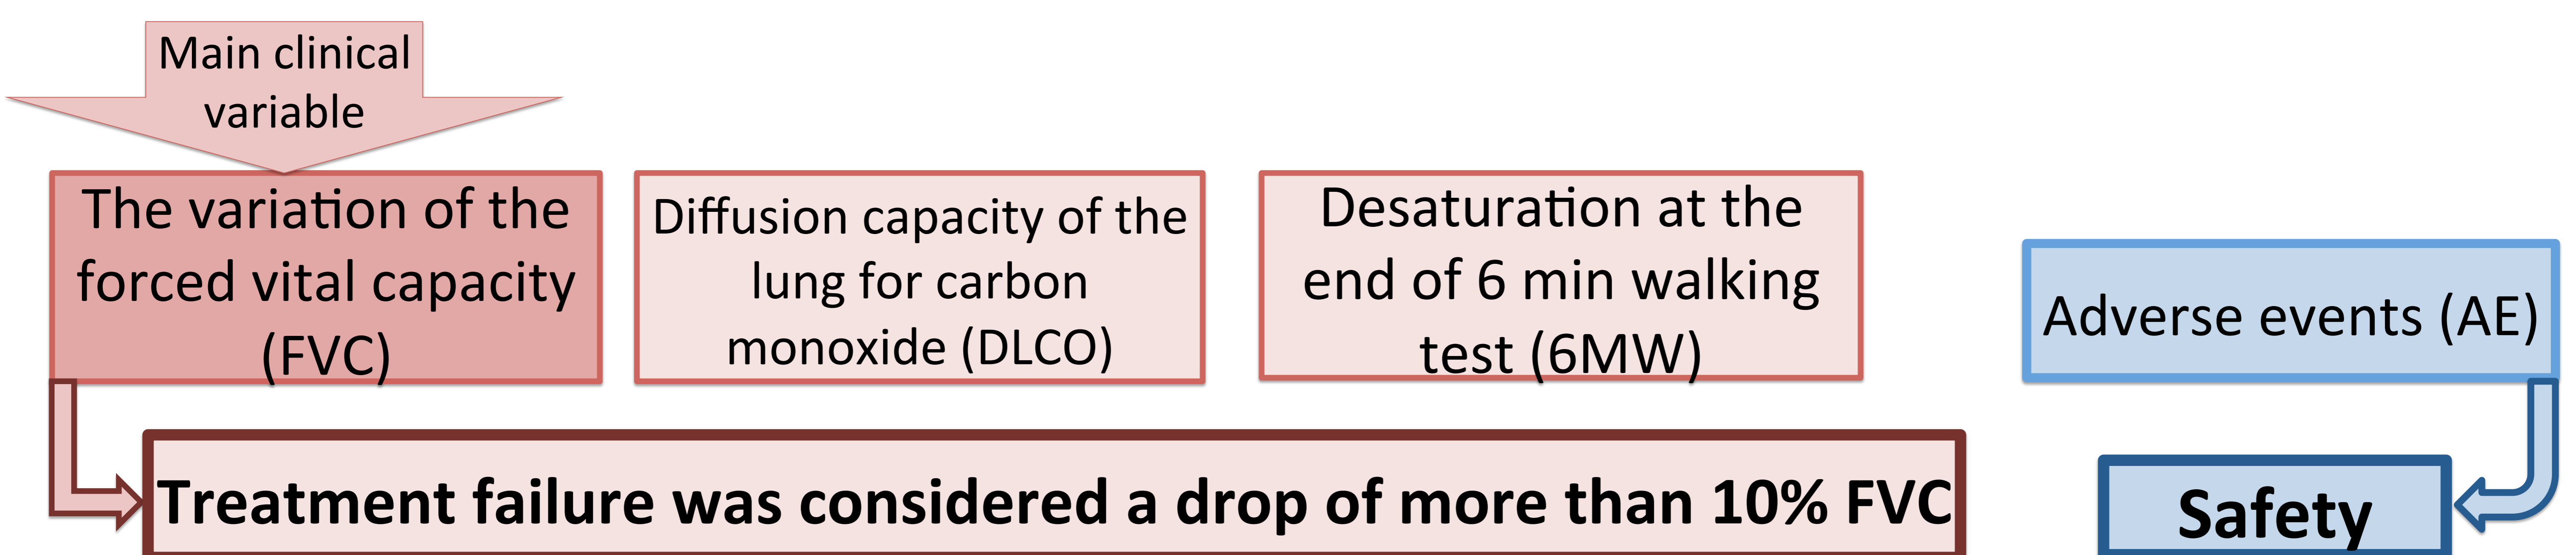 Main clinical
variable
The variation of the
forced vital capacity
(FVC)
Diffusion capacity of the
lung for carbon
monoxide (DLCO)
Desaturation at the
end of 6 min walking
test (6MW)
Adverse events (AE)
Treatment failure was considered a drop of more than 10% FVC
Safety